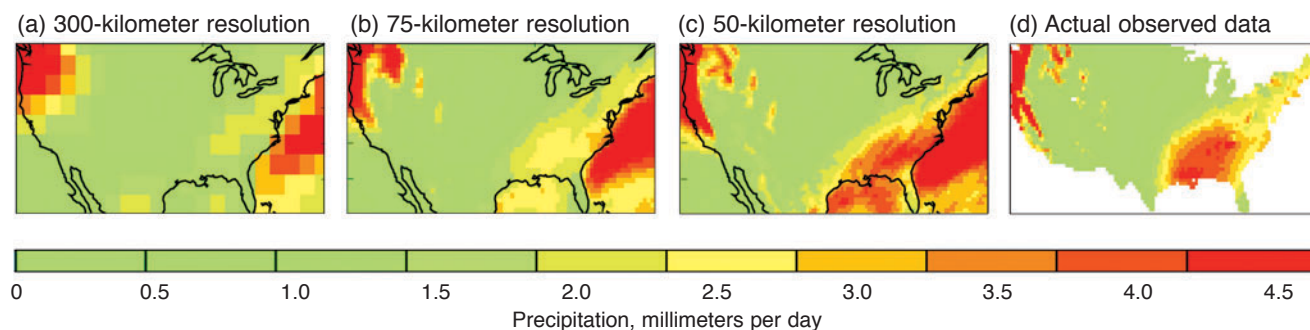 (a) 300-kilometer resolution (b) 75-kilometer resolution (c) 50-kilometer resolution (d) Actual observed data
0 0.5 1.0 1.5 2.0 2.5 3.0 3.5 4.0 4.5
Precipitation, millimeters per day